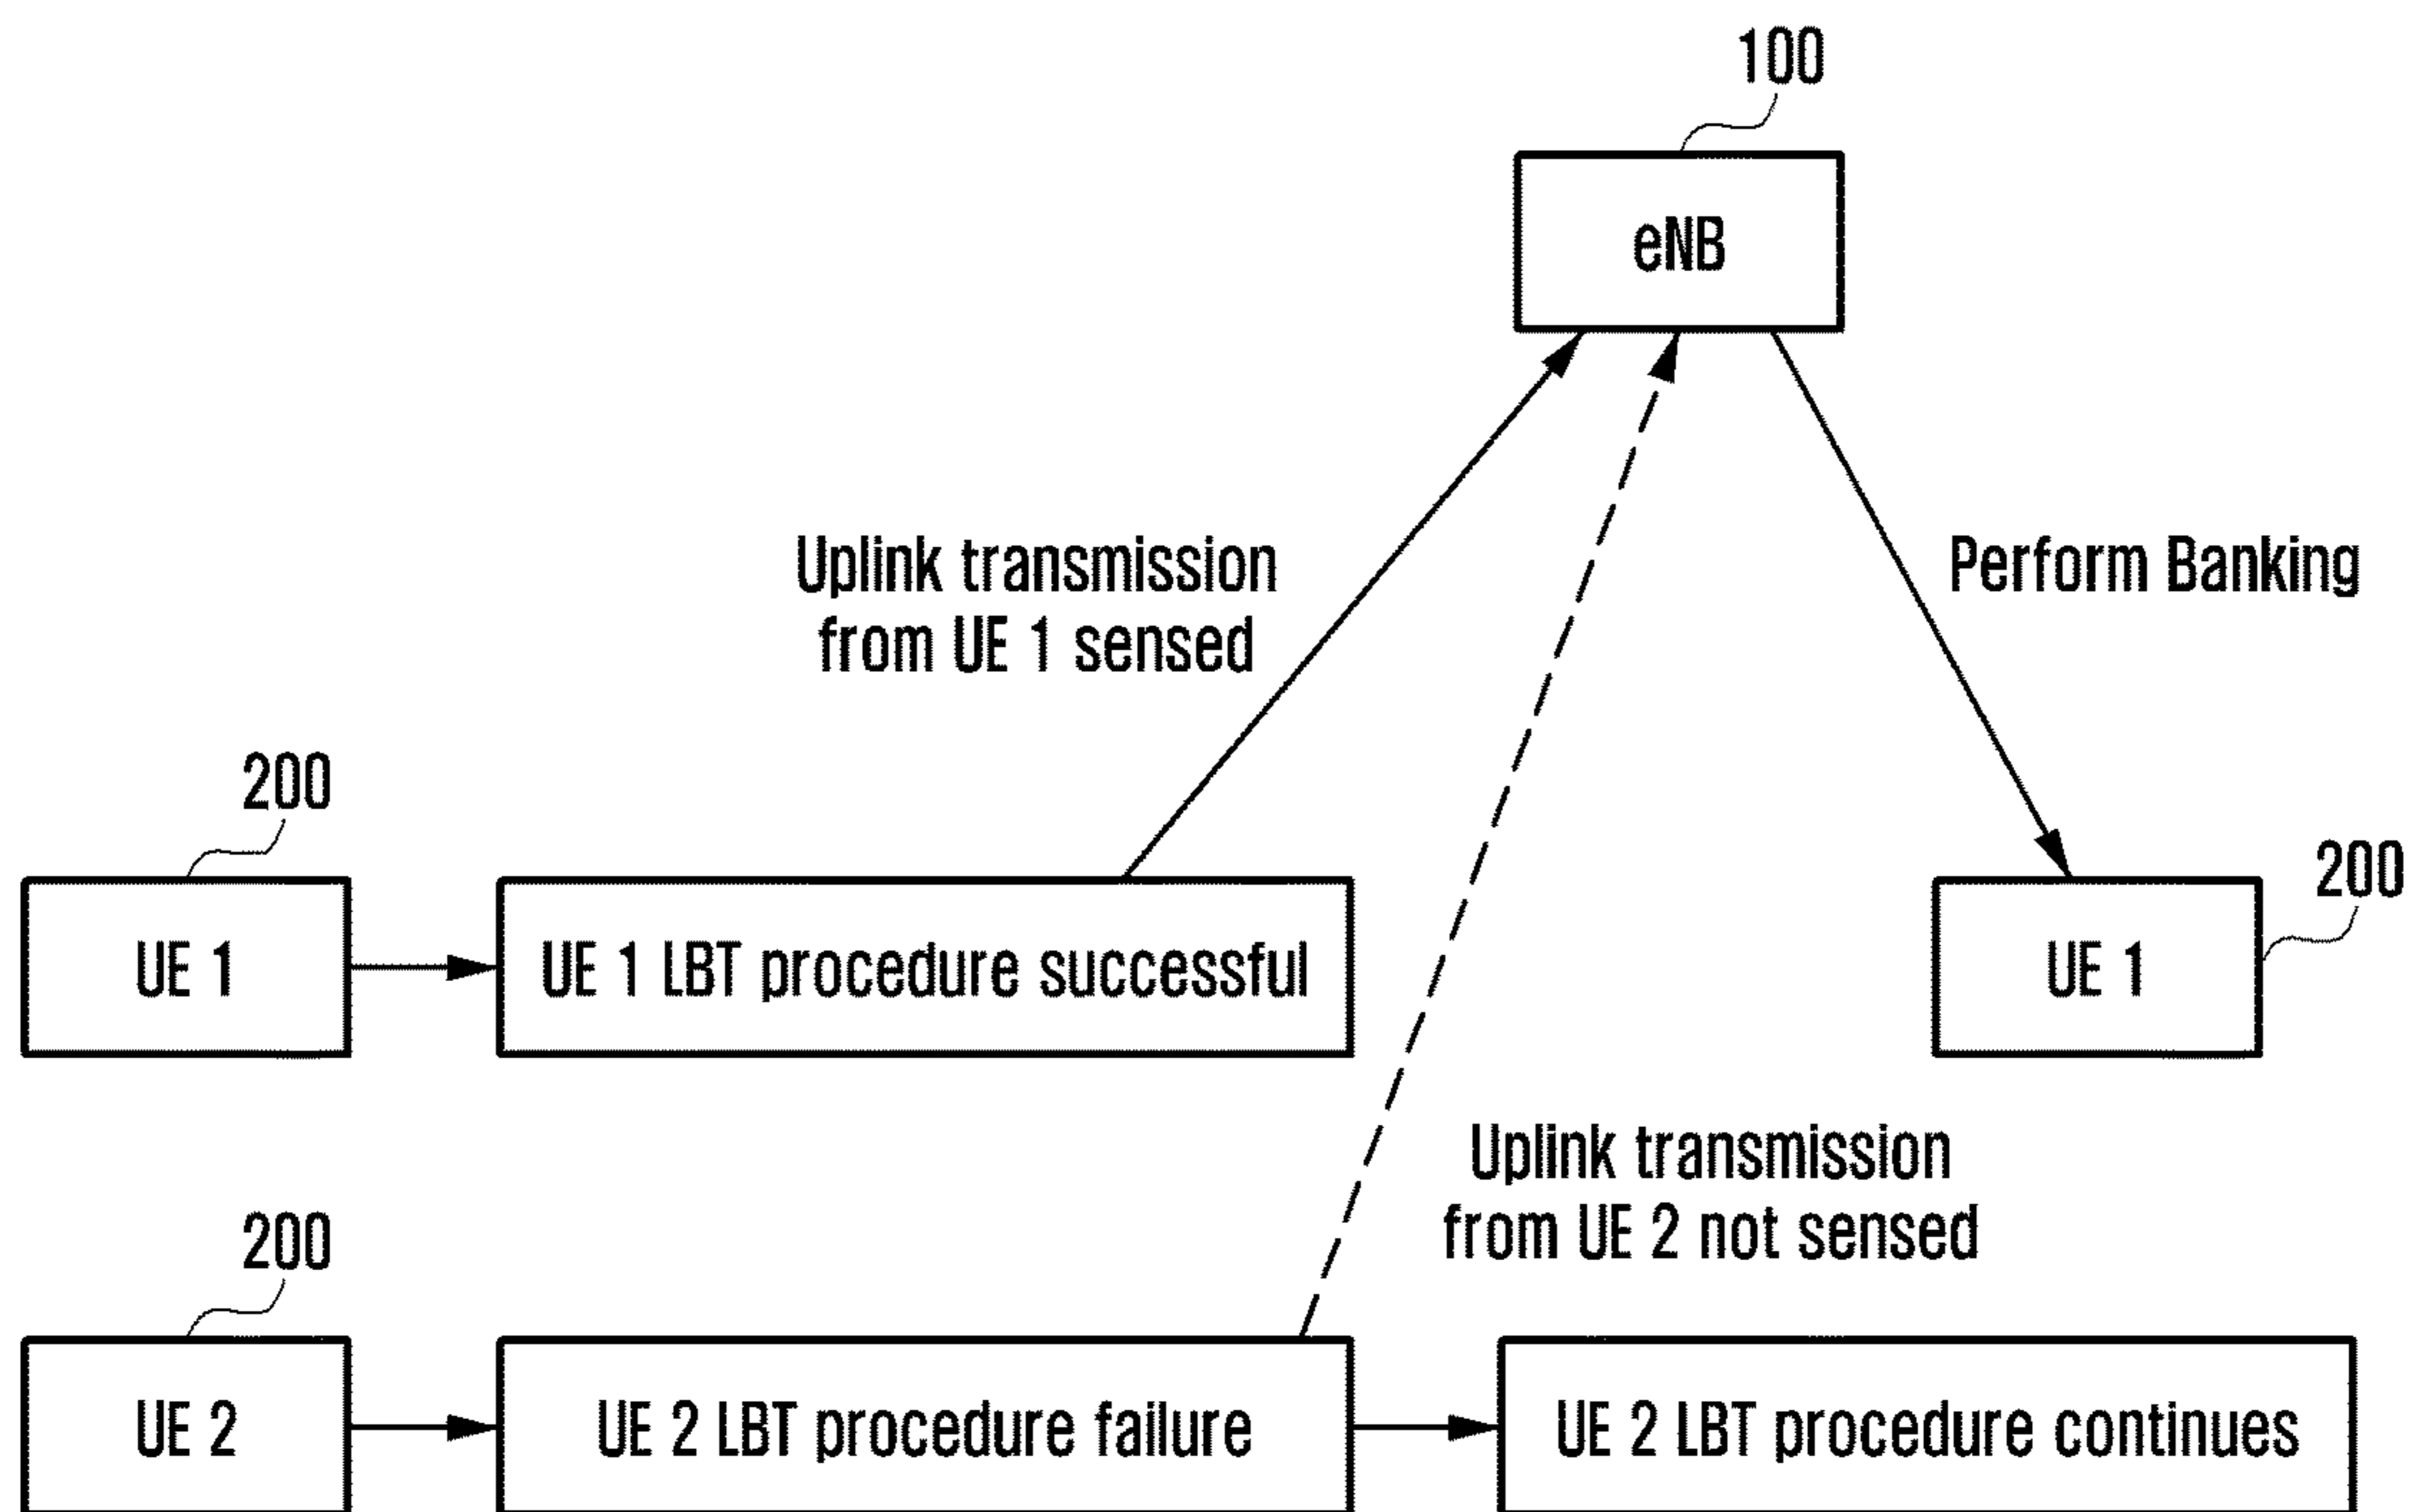 100
eNB
Uplink transmission
from UE 1 sensed
Perform Banking
200
200
UE 1
UE 1 LBT procedure successful
UE 1
Uplink transmission
from UE 2 not sensed
200
UE 2
UE 2 LBT procedure failure
UE 2 LBT procedure continues